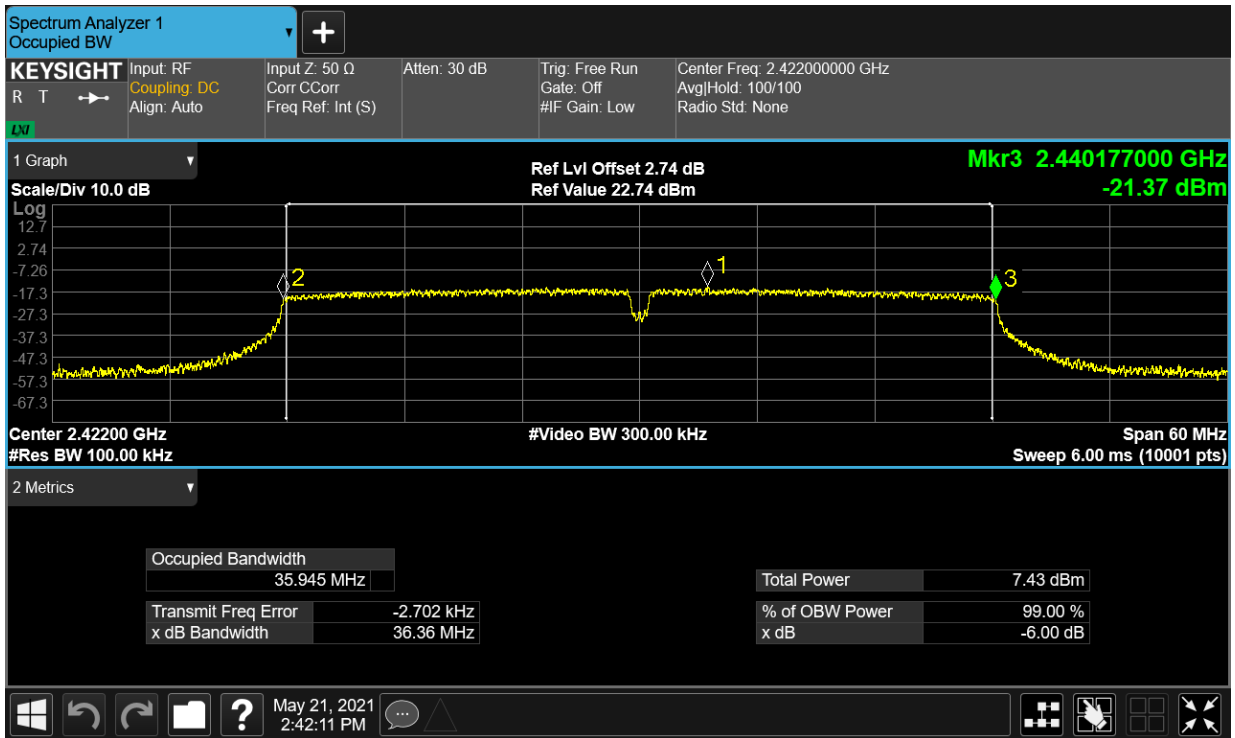 Spectrum Analyzer 1
Occupied BW
▼
+
KEYSIGHT
R T
LXI
Input: RF
Coupling: DC
Align: Auto
Input Z: 50 Ω
Corr CCorr
Freq Ref: Int (S)
Atten: 30 dB
Trig: Free Run
Gate: Off
#IF Gain: Low
Center Freq: 2.422000000 GHz
Avg|Hold: 100/100
Radio Std: None
1 Graph ▼
Scale/Div 10.0 dB
Ref Lvl Offset 2.74 dB
Ref Value 22.74 dBm
Mkr3 2.440177000 GHz
-21.37 dBm
Log
12.7
2.74
-7.26
-17.3
-27.3
-37.3
-47.3
-57.3
-67.3
2
1
3
Center 2.42200 GHz
#Res BW 100.00 kHz
#Video BW 300.00 kHz
Span 60 MHz
Sweep 6.00 ms (10001 pts)
2 Metrics ▼
Occupied Bandwidth
35.945 MHz
Transmit Freq Error -2.702 kHz
x dB Bandwidth 36.36 MHz
Total Power 7.43 dBm
% of OBW Power 99.00 %
x dB -6.00 dB
?
May 21, 2021
2:42:11 PM